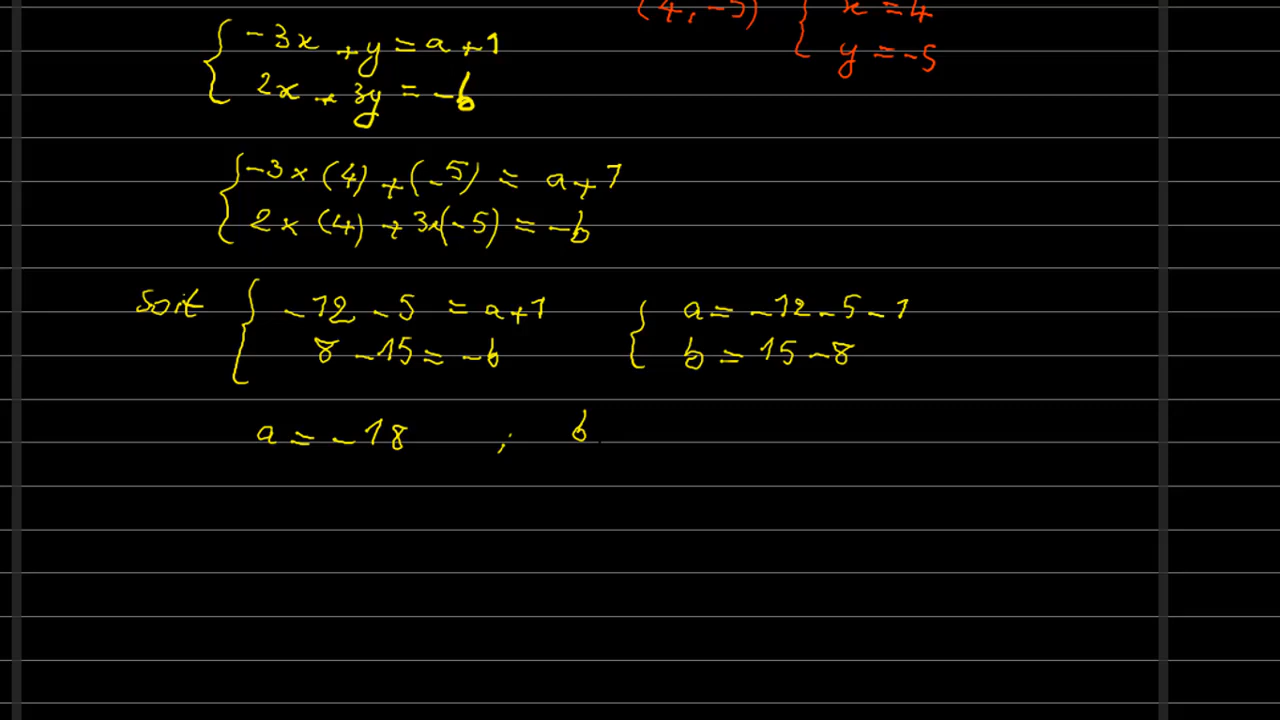 (4, -5) { x = 4
y = -5
{ -3x + y = a + 1
2x + 3y = -b
{ -3 × (4) + (-5) = a + 1
2 × (4) + 3×(-5) = -b
Soit { -12 - 5 = a + 1 { a = -12 - 5 - 1
8 - 15 = -b b = 15 - 8
a = -18 ; b